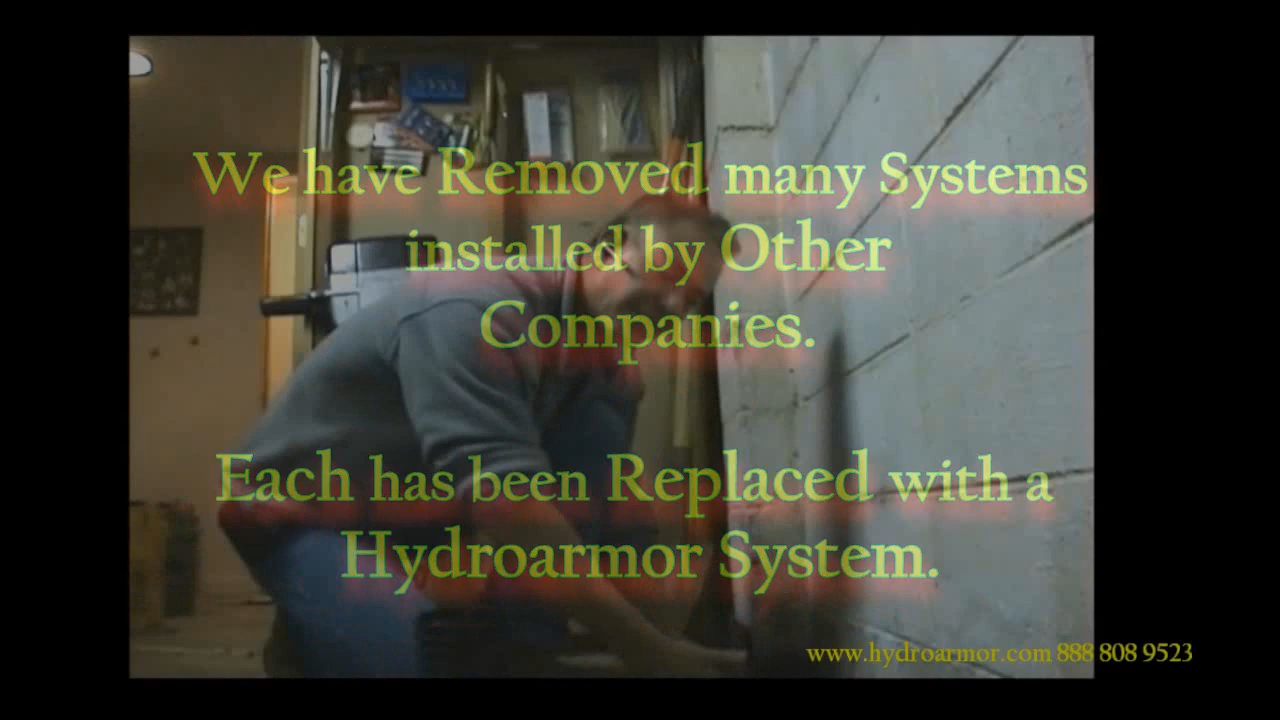 We have Removed many Systems
installed by Other
Companies.
Each has been Replaced with a
Hydroarmor System.
www.hydroarmor.com 888 808 9523